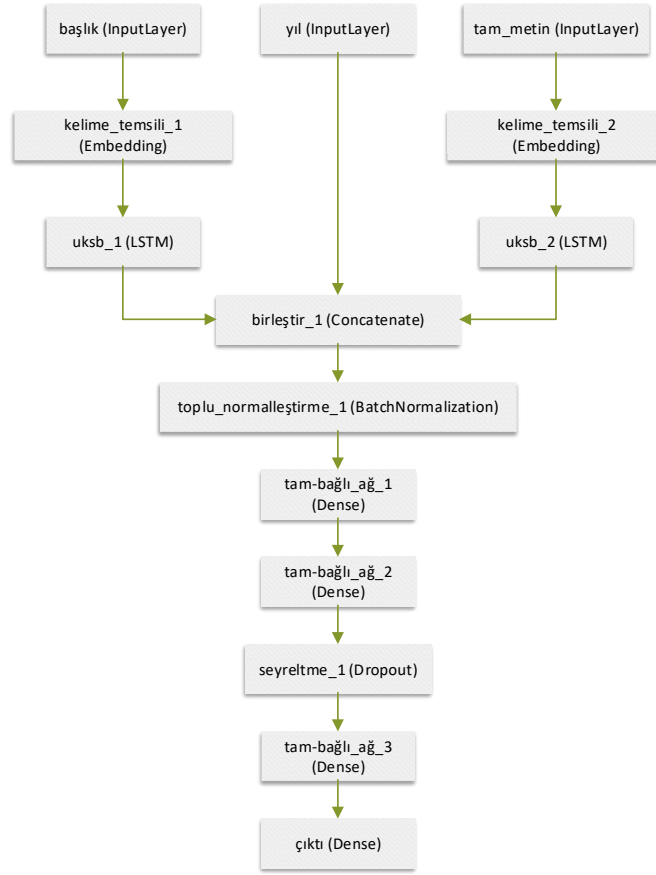 başlık (InputLayer)
yıl (InputLayer)
tam_metin (InputLayer)
kelime_temsili_1
(Embedding)
kelime_temsili_2
(Embedding)
uksb_1 (LSTM)
uksb_2 (LSTM)
birleştir_1 (Concatenate)
toplu_normalleştirme_1 (BatchNormalization)
tam-bağlı_ağ_1
(Dense)
tam-bağlı_ağ_2
(Dense)
seyreltme_1 (Dropout)
tam-bağlı_ağ_3
(Dense)
çıktı (Dense)